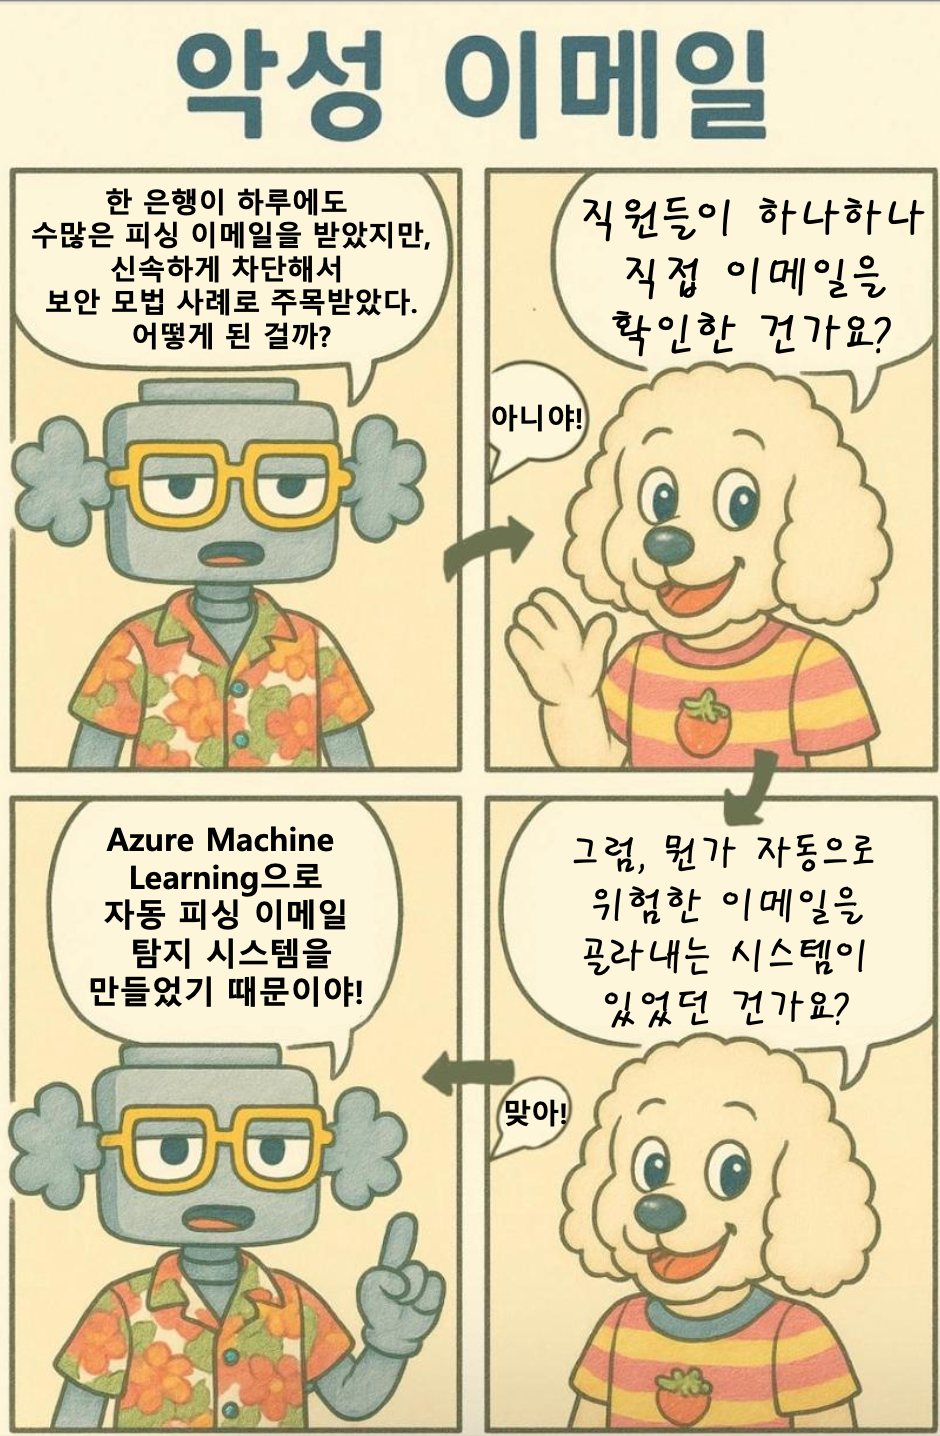 악성 이메일
한 은행이 하루에도
수많은 피싱 이메일을 받았지만,
신속하게 차단해서
보안 모법 사례로 주목받았다.
어떻게 된 걸까?
직원들이 하나하나
직접 이메일을
확인한 건가요?
아니야!
그럼, 뭔가 자동으로
위험한 이메일을
골라내는 시스템이
있었던 건가요?
맞아!
Azure Machine
Learning으로
자동 피싱 이메일
탐지 시스템을
만들었기 때문이야!